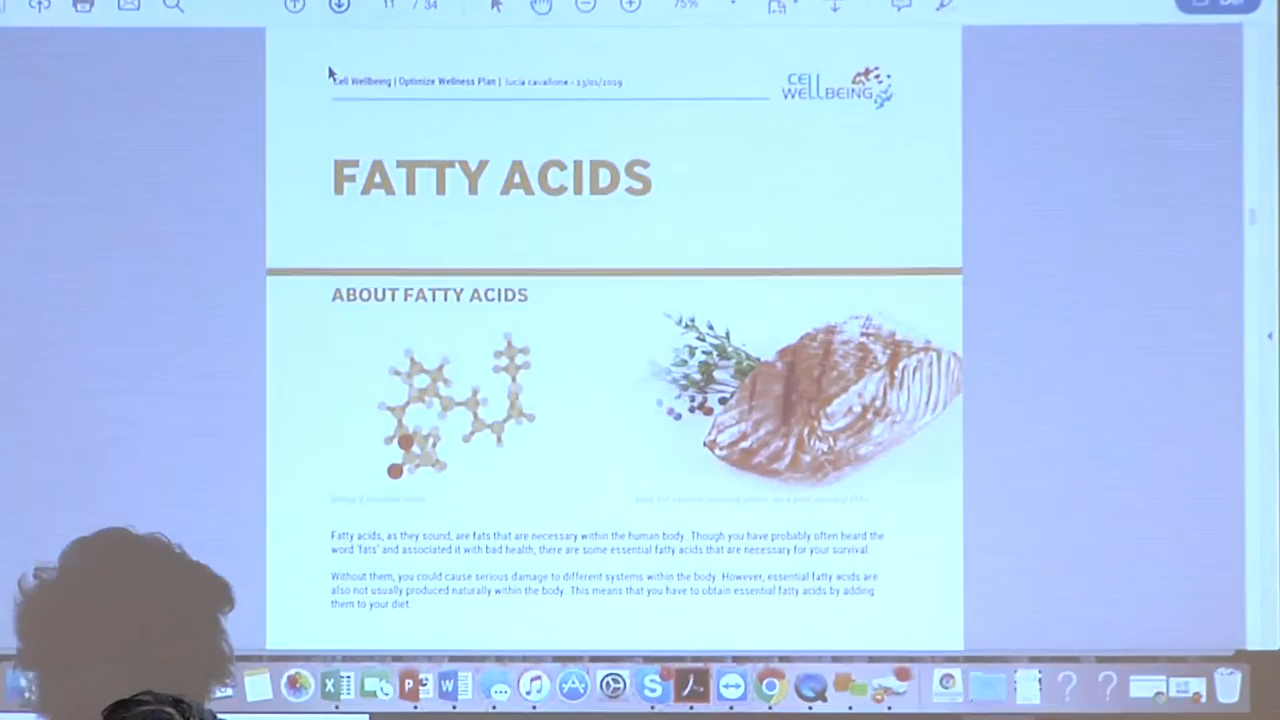 11 / 34
75%
Cell Wellbeing | Optimize Wellness Plan | lucia cavallone - 13/01/2019
CELL
WELLBEING
FATTY ACIDS
ABOUT FATTY ACIDS
Fatty acids, as they sound, are fats that are necessary within the human body. Though you have probably often heard the
word 'fats' and associated it with bad health, there are some essential fatty acids that are necessary for your survival.
Without them, you could cause serious damage to different systems within the body. However, essential fatty acids are
also not usually produced naturally within the body. This means that you have to obtain essential fatty acids by adding
them to your diet.